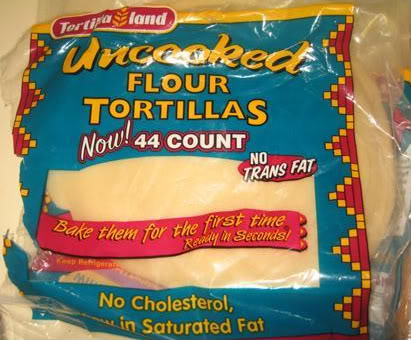 Tortilla land
Uncooked
FLOUR
TORTILLAS
Now! 44 COUNT
NO
TRANS FAT
Bake them for the first time
Ready in Seconds!
Keep
No Cholesterol,
in Saturated Fat